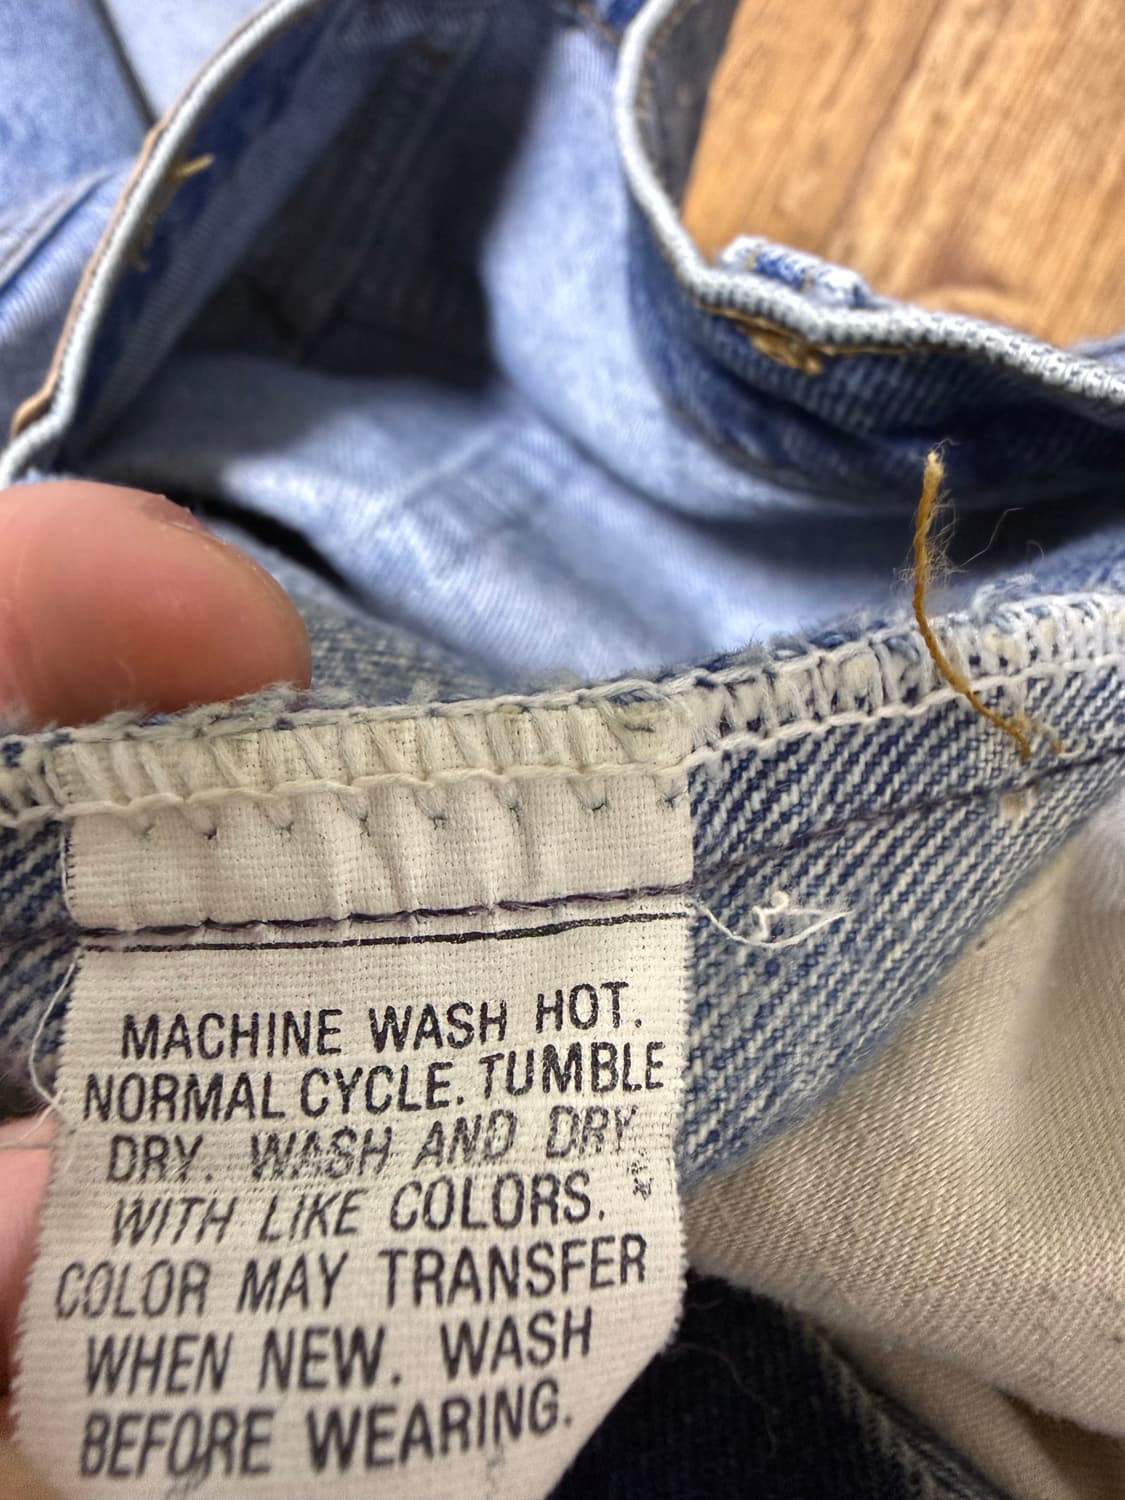 MACHINE WASH HOT.
NORMAL CYCLE. TUMBLE
DRY. WASH AND DRY
WITH LIKE COLORS.
COLOR MAY TRANSFER
WHEN NEW. WASH
BEFORE WEARING.